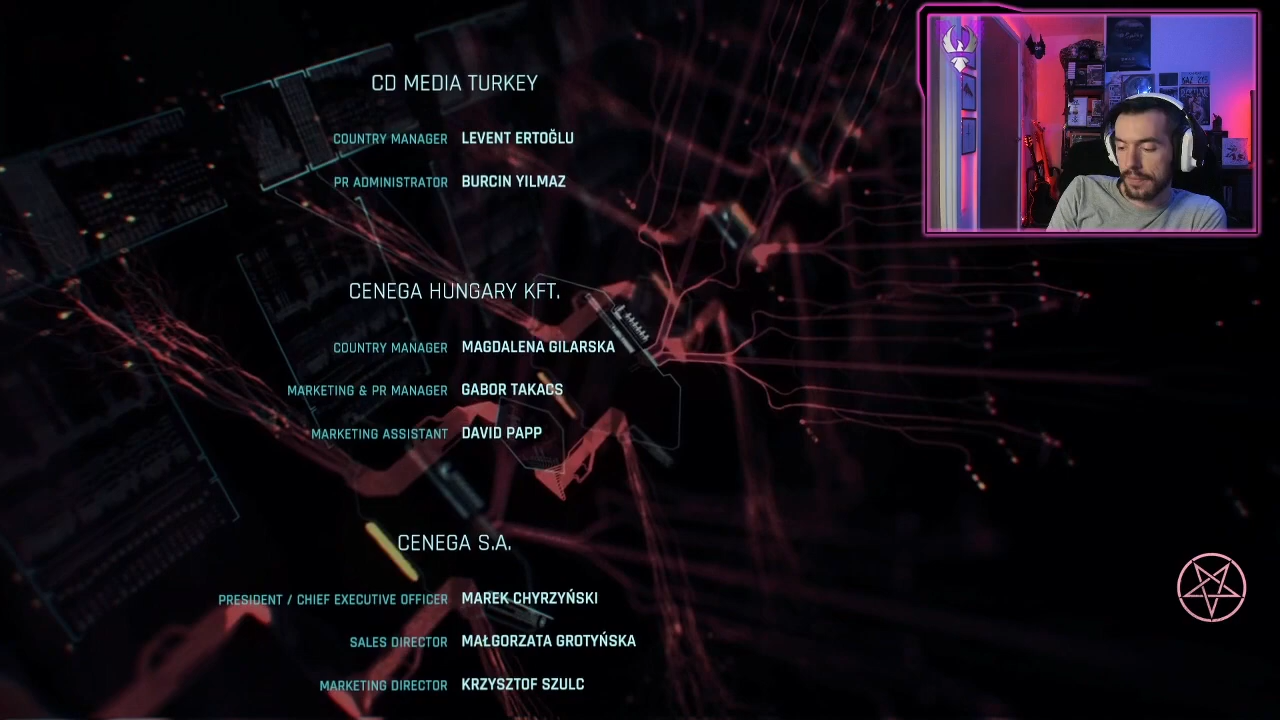 CD MEDIA TURKEY
COUNTRY MANAGER LEVENT ERTOĞLU
PR ADMINISTRATOR BURCIN YILMAZ
CENEGA HUNGARY KFT.
COUNTRY MANAGER MAGDALENA GILARSKA
MARKETING & PR MANAGER GABOR TAKACS
MARKETING ASSISTANT DAVID PAPP
CENEGA S.A.
PRESIDENT / CHIEF EXECUTIVE OFFICER MAREK CHYRZYŃSKI
SALES DIRECTOR MAŁGORZATA GROTYŃSKA
MARKETING DIRECTOR KRZYSZTOF SZULC